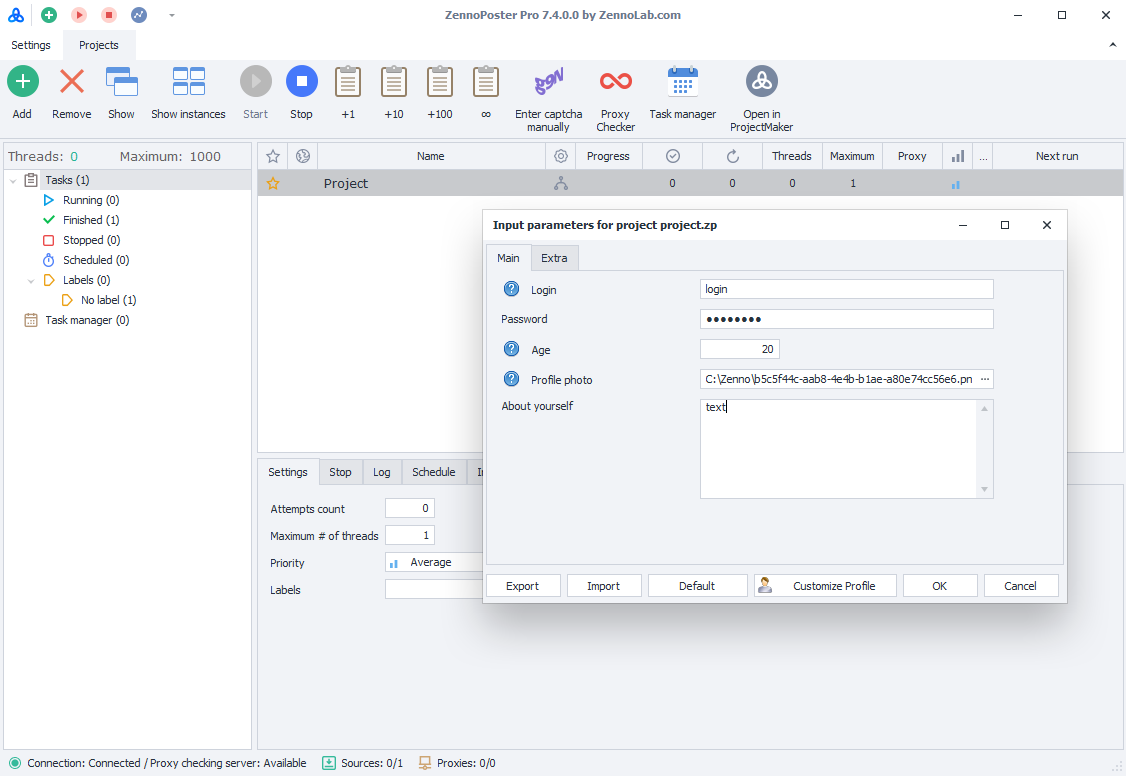 ZennoPoster Pro 7.4.0.0 by ZennoLab.com
Settings Projects
Add Remove Show Show instances Start Stop +1 +10 +100 ∞ Enter captcha manually Proxy Checker Task manager Open in ProjectMaker
Threads: 0 Maximum: 1000
Name Progress Threads Maximum Proxy ... Next run
Tasks (1)
Project 0 0 0 1
Running (0)
Finished (1)
Stopped (0)
Scheduled (0)
Labels (0)
No label (1)
Task manager (0)
Input parameters for project project.zp
Main Extra
Login login
Password ●●●●●●●●
Age 20
Profile photo C:\Zenno\b5c5f44c-aab8-4e4b-b1ae-a80e74cc56e6.pn ...
About yourself text
Export Import Default Customize Profile OK Cancel
Settings Stop Log Schedule
Attempts count 0
Maximum # of threads 1
Priority Average
Labels
Connection: Connected / Proxy checking server: Available Sources: 0/1 Proxies: 0/0